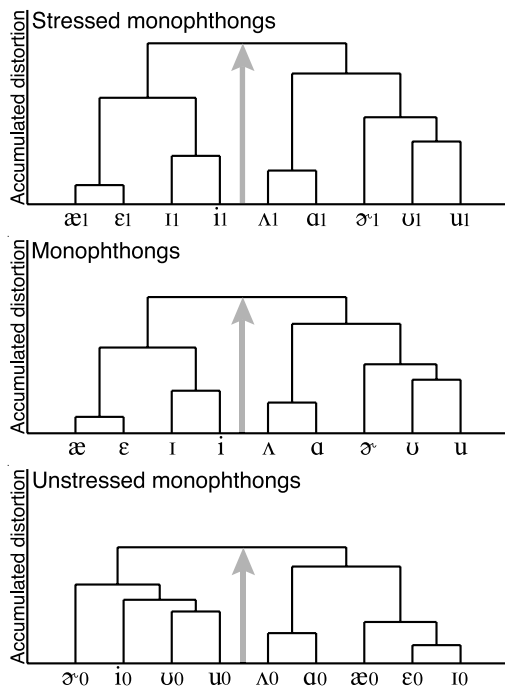 Stressed monophthongs
Accumulated distortion
æ1 ɛ1 ɪ1 i1 ʌ1 ɑ1 ɚ1 ʊ1 u1
Monophthongs
Accumulated distortion
æ ɛ ɪ i ʌ ɑ ɚ ʊ u
Unstressed monophthongs
Accumulated distortion
ɚ0 i0 ʊ0 u0 ʌ0 ɑ0 æ0 ɛ0 ɪ0